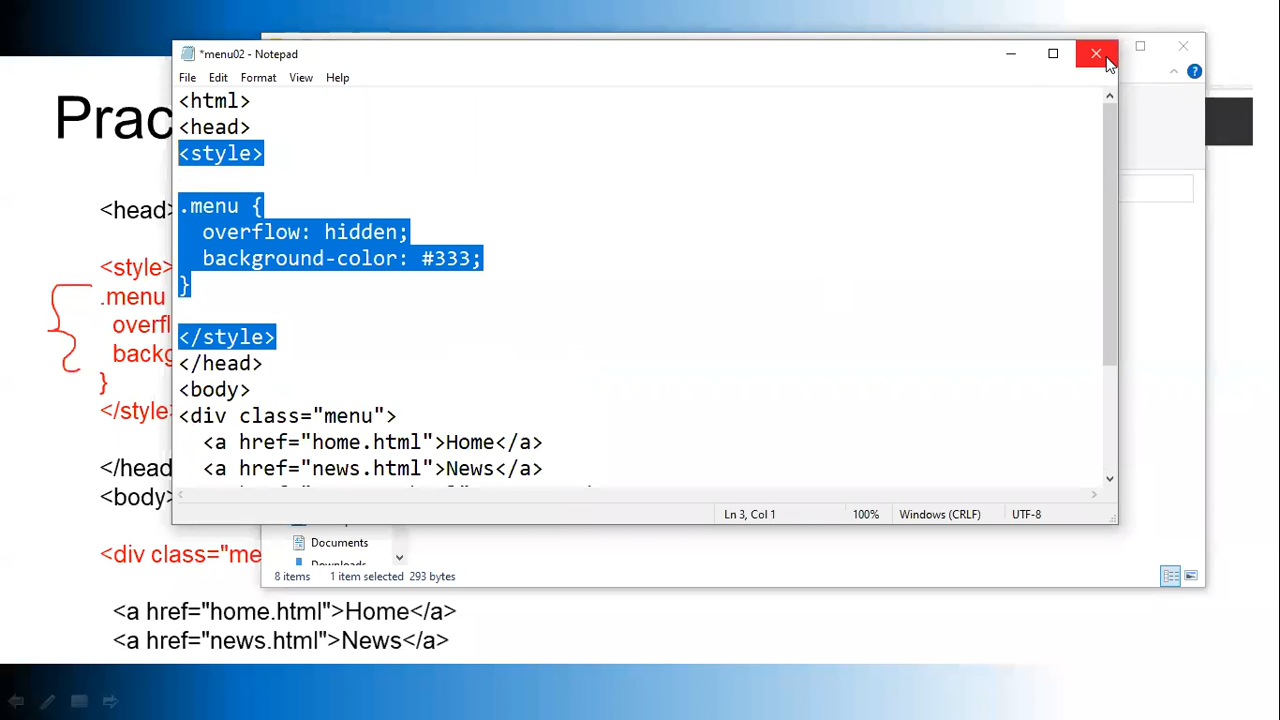 *menu02 - Notepad
File Edit Format View Help
<html>
<head>
<style>
.menu {
overflow: hidden;
background-color: #333;
}
</style>
</head>
<body>
<div class="menu">
<a href="home.html">Home</a>
<a href="news.html">News</a>
Ln 3, Col 1 100% Windows (CRLF) UTF-8
Documents
Downloads
8 items 1 item selected 293 bytes
Prac
<head>
<style>
.menu
overfl
backg
}
</style>
</head
<body>
<div class="me
<a href="home.html">Home</a>
<a href="news.html">News</a>